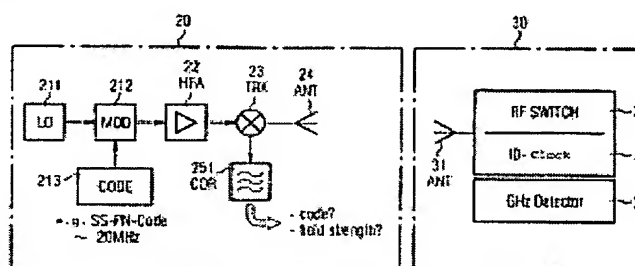 20
30
211
212
22
HFA
23
TRX
24
ANT
LO
MOD
213
CODE
251
COR
e.g. SS-PN-Code
~ 20MHz
- code?
- field strength?
31
ANT
RF SWITCH
ID-clock
GHz Detector